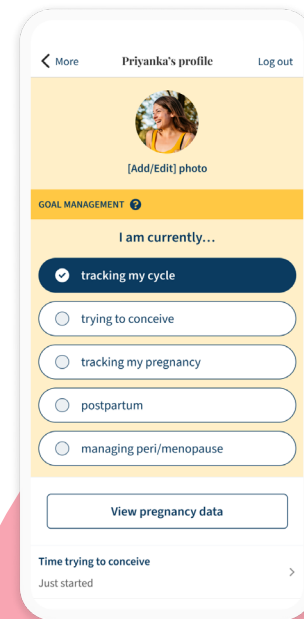 More
Priyanka's profile
Log out
[Add/Edit] photo
GOAL MANAGEMENT ?
I am currently...
tracking my cycle
trying to conceive
tracking my pregnancy
postpartum
managing peri/menopause
View pregnancy data
Time trying to conceive
Just started